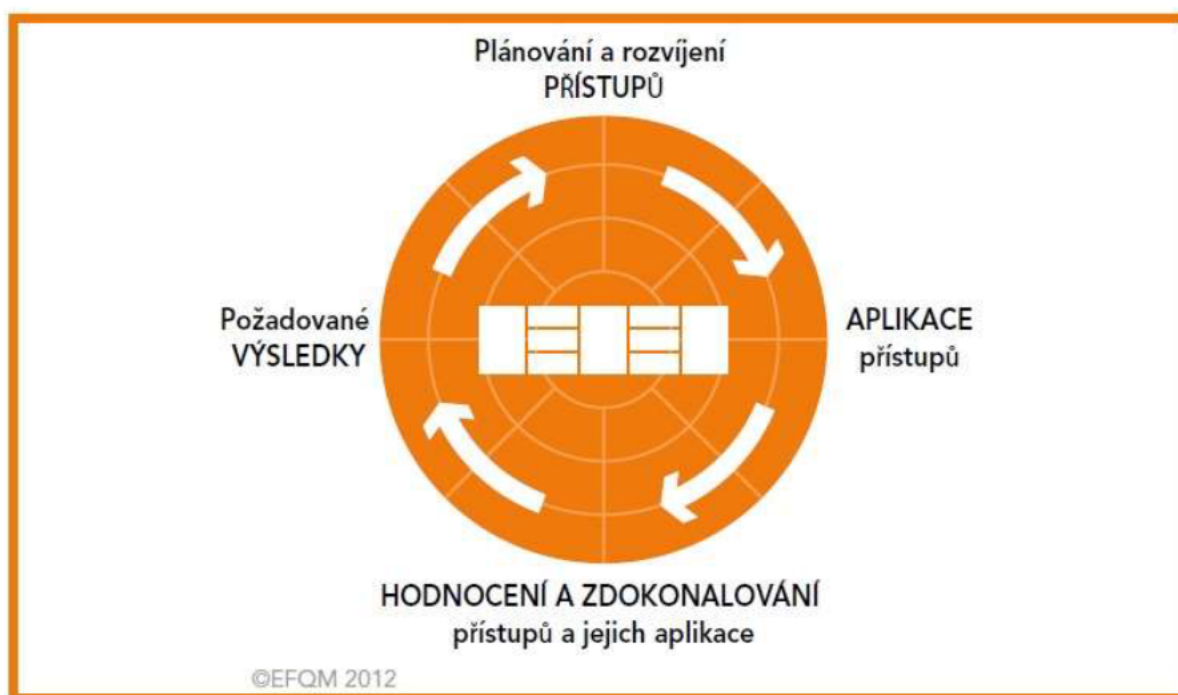 Plánování a rozvíjení
PŘÍSTUPŮ
Požadované
VÝSLEDKY
APLIKACE
přístupů
HODNOCENÍ A ZDOKONALOVÁNÍ
přístupů a jejich aplikace
©EFQM 2012